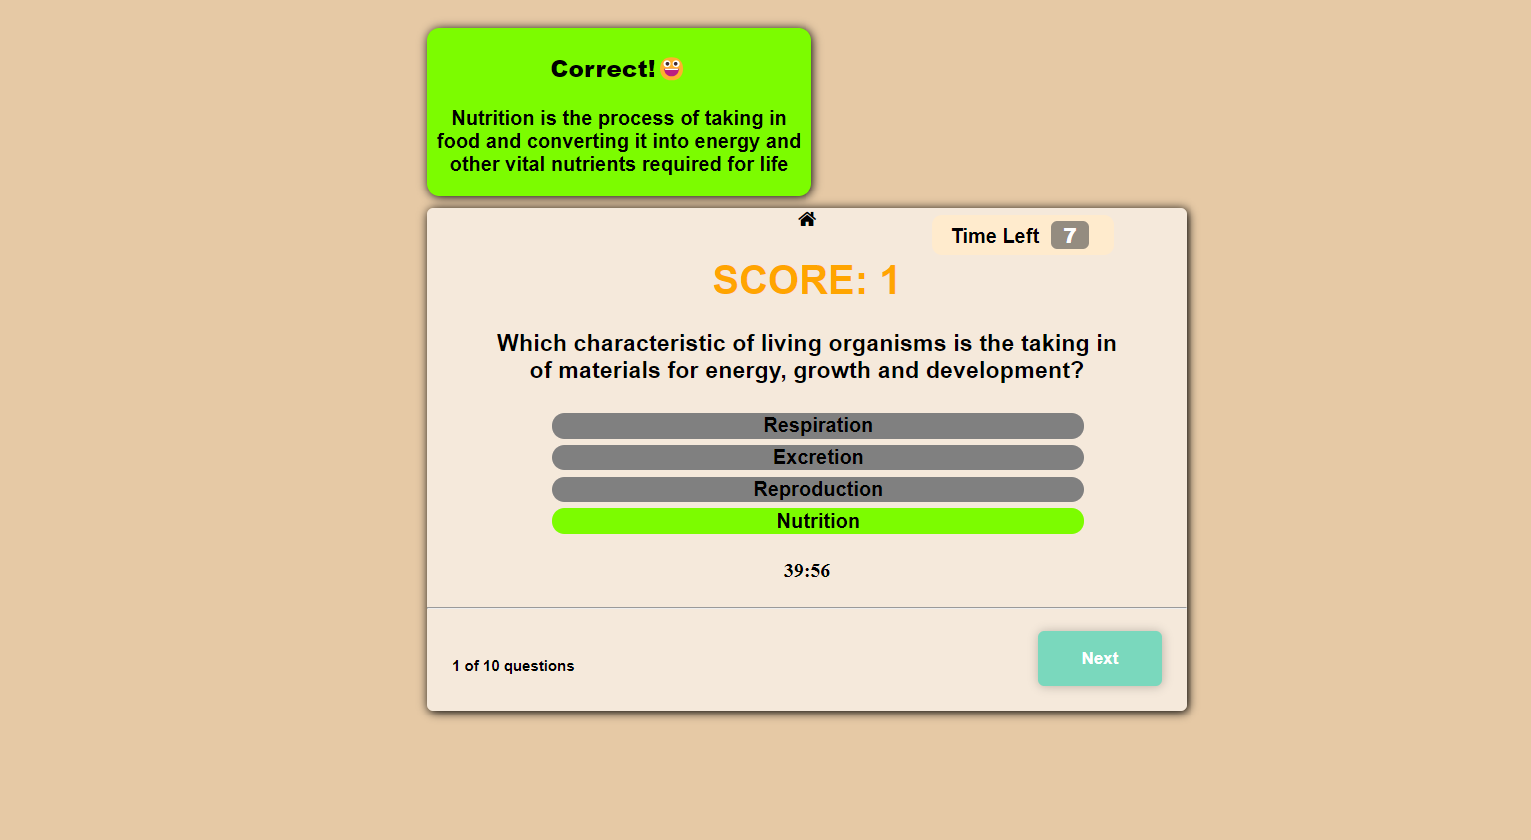 Correct!😀
Nutrition is the process of taking in
food and converting it into energy and
other vital nutrients required for life
Time Left 7
SCORE: 1
Which characteristic of living organisms is the taking in
of materials for energy, growth and development?
Respiration
Excretion
Reproduction
Nutrition
39:56
1 of 10 questions
Next